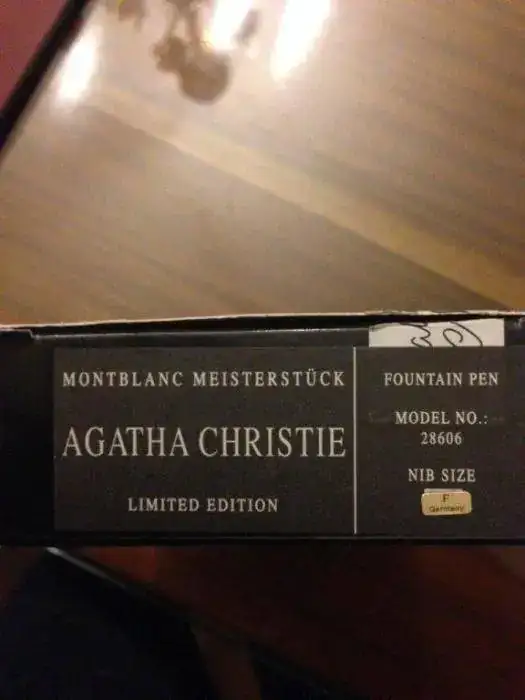 MONTBLANC MEISTERSTÜCK
AGATHA CHRISTIE
LIMITED EDITION
FOUNTAIN PEN
MODEL NO.:
28606
NIB SIZE
F
Germany